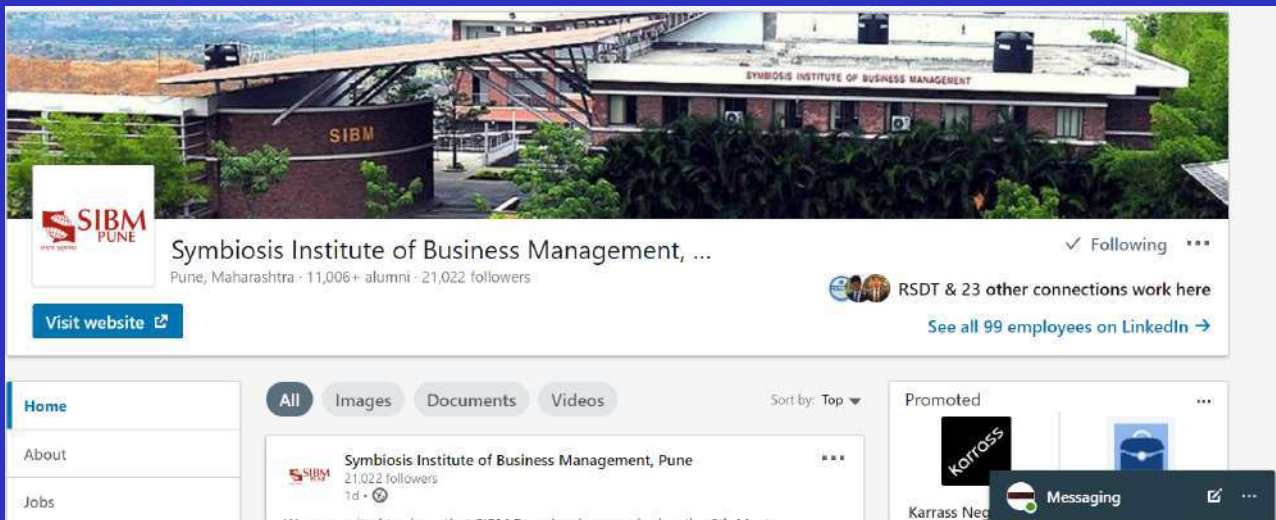 SYMBIOSIS INSTITUTE OF BUSINESS MANAGEMENT
SIBM
SIBM
PUNE
Symbiosis Institute of Business Management, ...
Pune, Maharashtra · 11,006+ alumni · 21,022 followers
Following
RSDT & 23 other connections work here
Visit website
See all 99 employees on LinkedIn →
Home
About
Jobs
All Images Documents Videos
Sort by: Top
SIBM
Symbiosis Institute of Business Management, Pune
21,022 followers
1d •
Promoted
karrass
Karrass Neg
Messaging